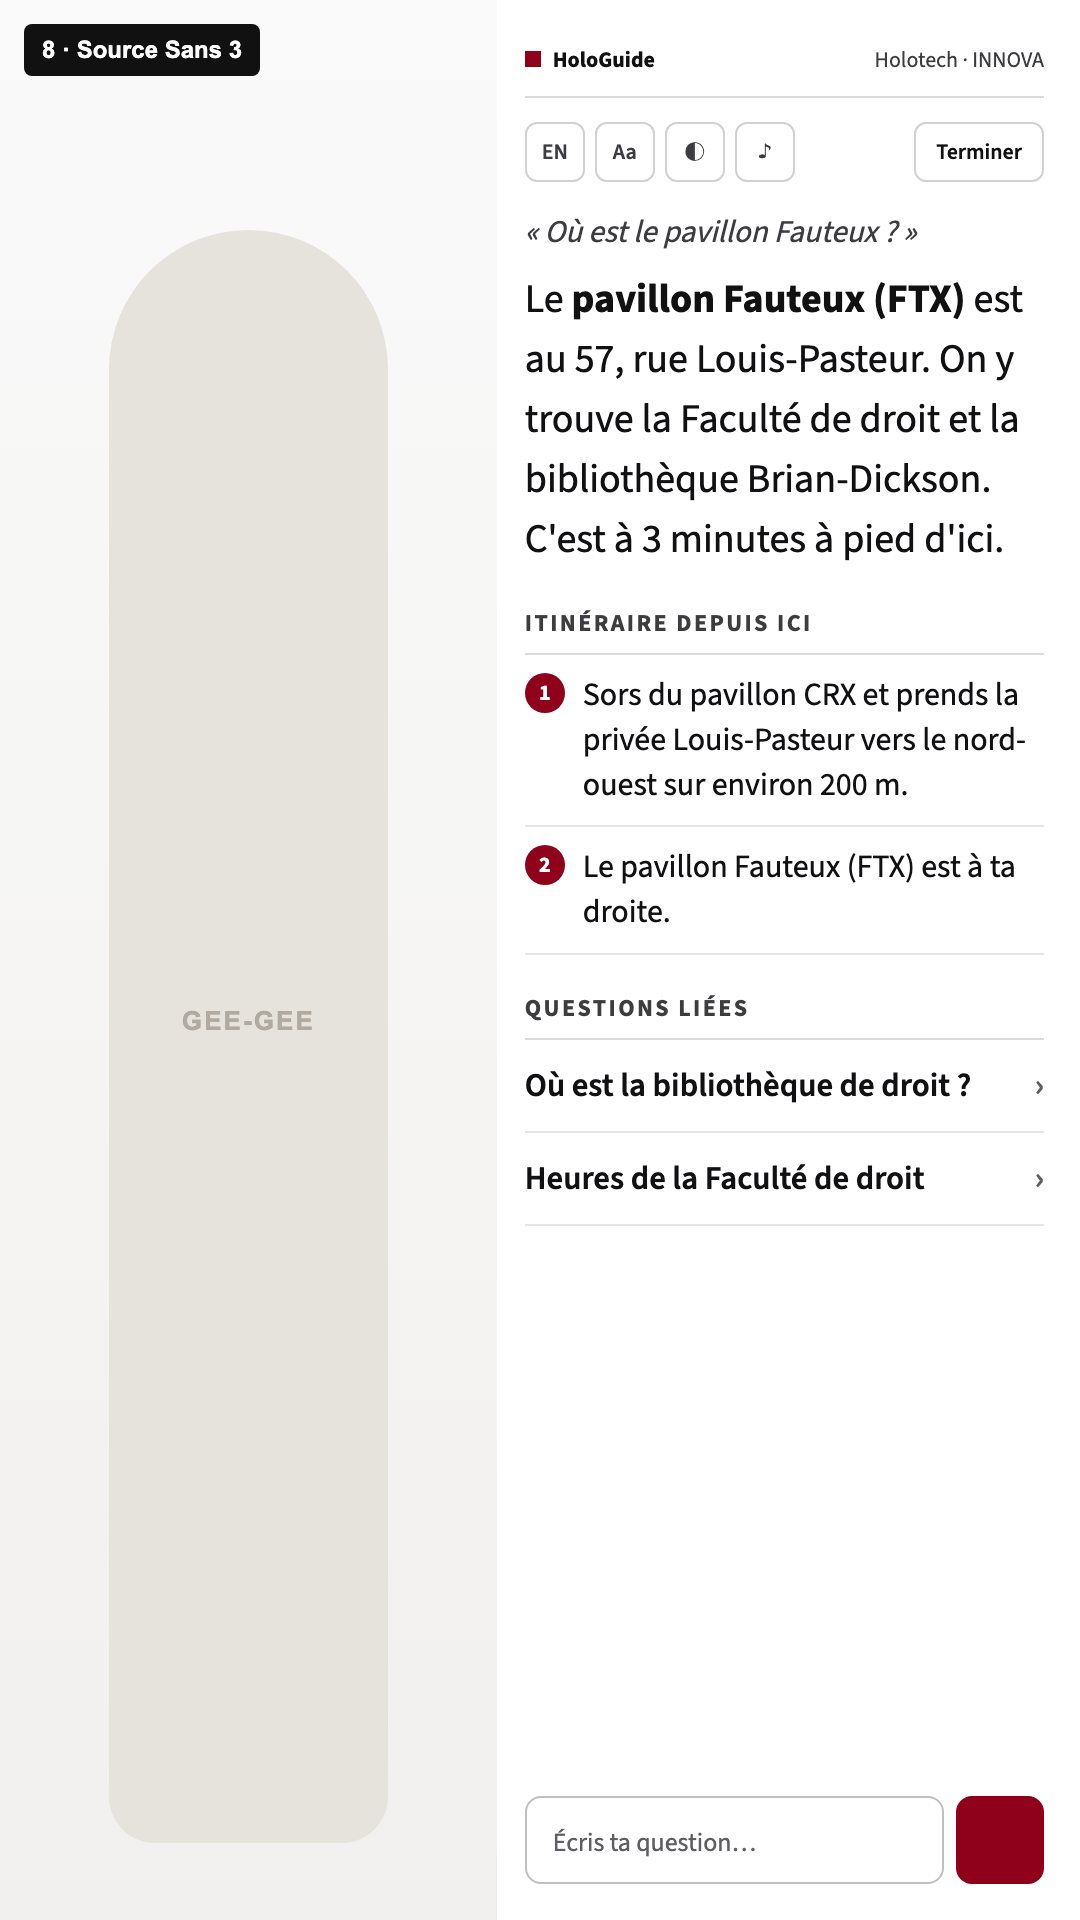 8 · Source Sans 3
HoloGuide
Holotech · INNOVA
EN
Aa
Terminer
« Où est le pavillon Fauteux ? »
Le pavillon Fauteux (FTX) est
au 57, rue Louis-Pasteur. On y
trouve la Faculté de droit et la
bibliothèque Brian-Dickson.
C'est à 3 minutes à pied d'ici.
ITINÉRAIRE DEPUIS ICI
1 Sors du pavillon CRX et prends la
privée Louis-Pasteur vers le nord-
ouest sur environ 200 m.
2 Le pavillon Fauteux (FTX) est à ta
droite.
GEE-GEE
QUESTIONS LIÉES
Où est la bibliothèque de droit ? ›
Heures de la Faculté de droit ›
Écris ta question…